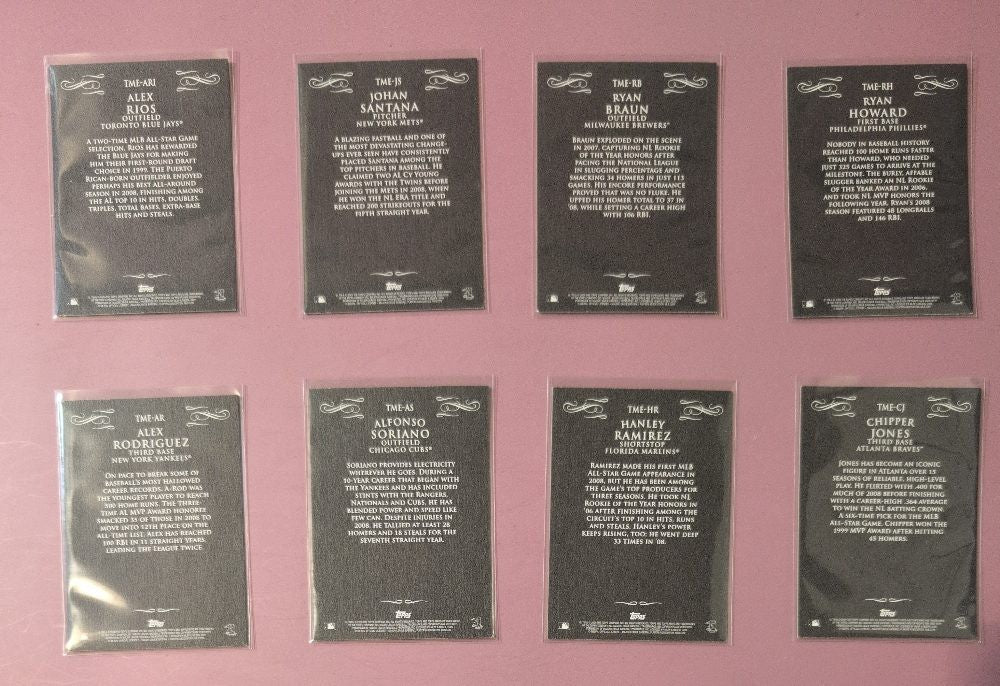 TME-ARI
ALEX
RIOS
OUTFIELD
TORONTO BLUE JAYS®
A TWO-TIME MLB ALL-STAR GAME
SELECTION, RIOS HAS REWARDED
THE BLUE JAYS FOR MAKING
HIM THEIR FIRST-ROUND DRAFT
CHOICE IN 1999. THE PUERTO
RICAN-BORN OUTFIELDER ENJOYED
PERHAPS HIS BEST ALL-AROUND
SEASON IN 2008, FINISHING AMONG
THE AL TOP 10 IN HITS, DOUBLES,
TRIPLES, TOTAL BASES, EXTRA-BASE
HITS AND STEALS.
Topps
TME-JS
JOHAN
SANTANA
PITCHER
NEW YORK METS®
A BLAZING FASTBALL AND ONE OF
THE MOST DEVASTATING CHANGE-
UPS EVER SEEN HAVE CONSISTENTLY
PLACED SANTANA AMONG THE
TOP PITCHERS IN BASEBALL. HE
CLAIMED TWO AL CY YOUNG
AWARDS WITH THE TWINS BEFORE
JOINING THE METS IN 2008, WHEN
HE WON THE NL ERA TITLE AND
REACHED 200 STRIKEOUTS FOR THE
FIFTH STRAIGHT YEAR.
Topps
TME-RB
RYAN
BRAUN
OUTFIELD
MILWAUKEE BREWERS®
BRAUN EXPLODED ON THE SCENE
IN 2007, CAPTURING NL ROOKIE
OF THE YEAR HONORS AFTER
PACING THE NATIONAL LEAGUE
IN SLUGGING PERCENTAGE AND
SMACKING 34 HOMERS IN JUST 113
GAMES. HIS ENCORE PERFORMANCE
PROVED THAT WAS NO FLUKE. HE
UPPED HIS HOMER TOTAL TO 37 IN
'08, WHILE SETTING A CAREER HIGH
WITH 106 RBI.
Topps
TME-RH
RYAN
HOWARD
FIRST BASE
PHILADELPHIA PHILLIES®
NOBODY IN BASEBALL HISTORY
REACHED 100 HOME RUNS FASTER
THAN HOWARD, WHO NEEDED
JUST 325 GAMES TO ARRIVE AT THE
MILESTONE. THE BURLY, AFFABLE
SLUGGER BANKED AN NL ROOKIE
OF THE YEAR AWARD IN 2006,
AND TOOK NL MVP HONORS THE
FOLLOWING YEAR. RYAN'S 2008
SEASON FEATURED 48 LONGBALLS
AND 146 RBI.
Topps
TME-AR
ALEX
RODRIGUEZ
THIRD BASE
NEW YORK YANKEES®
ON PACE TO BREAK SOME OF
BASEBALL'S MOST HALLOWED
CAREER RECORDS, A-ROD WAS
THE YOUNGEST PLAYER TO REACH
500 HOME RUNS. THE THREE-
TIME AL MVP AWARD HONOREE
SMACKED 35 OF THOSE IN 2008 TO
MOVE INTO 12TH PLACE ON THE
ALL-TIME LIST. ALEX HAS REACHED
100 RBI IN 11 STRAIGHT YEARS,
LEADING THE LEAGUE TWICE.
Topps
TME-AS
ALFONSO
SORIANO
OUTFIELD
CHICAGO CUBS®
SORIANO PROVIDES ELECTRICITY
WHEREVER HE GOES. DURING A
10-YEAR CAREER THAT BEGAN WITH
THE YANKEES AND HAS INCLUDED
STINTS WITH THE RANGERS,
NATIONALS AND CUBS, HE HAS
BLENDED POWER AND SPEED LIKE
FEW CAN. DESPITE INJURIES IN
2008, HE TALLIED AT LEAST 28
HOMERS AND 18 STEALS FOR THE
SEVENTH STRAIGHT YEAR.
Topps
TME-HR
HANLEY
RAMIREZ
SHORTSTOP
FLORIDA MARLINS®
RAMIREZ MADE HIS FIRST MLB
ALL-STAR GAME APPEARANCE IN
2008, BUT HE HAS BEEN AMONG
THE GAME'S TOP PRODUCERS FOR
THREE SEASONS. HE TOOK NL
ROOKIE OF THE YEAR HONORS IN
'06 AFTER FINISHING AMONG THE
CIRCUIT'S TOP 10 IN HITS, RUNS
AND STEALS. HANLEY'S POWER
KEEPS RISING, TOO: HE WENT DEEP
33 TIMES IN '08.
Topps
TME-CJ
CHIPPER
JONES
THIRD BASE
ATLANTA BRAVES™
JONES HAS BECOME AN ICONIC
FIGURE IN ATLANTA OVER 15
SEASONS OF RELIABLE, HIGH-LEVEL
PLAY. HE FLIRTED WITH .400 FOR
MUCH OF 2008 BEFORE FINISHING
WITH A CAREER-HIGH .364 AVERAGE
TO WIN THE NL BATTING CROWN.
A SIX-TIME PICK FOR THE MLB
ALL-STAR GAME, CHIPPER WON THE
1999 MVP AWARD AFTER HITTING
45 HOMERS.
Topps